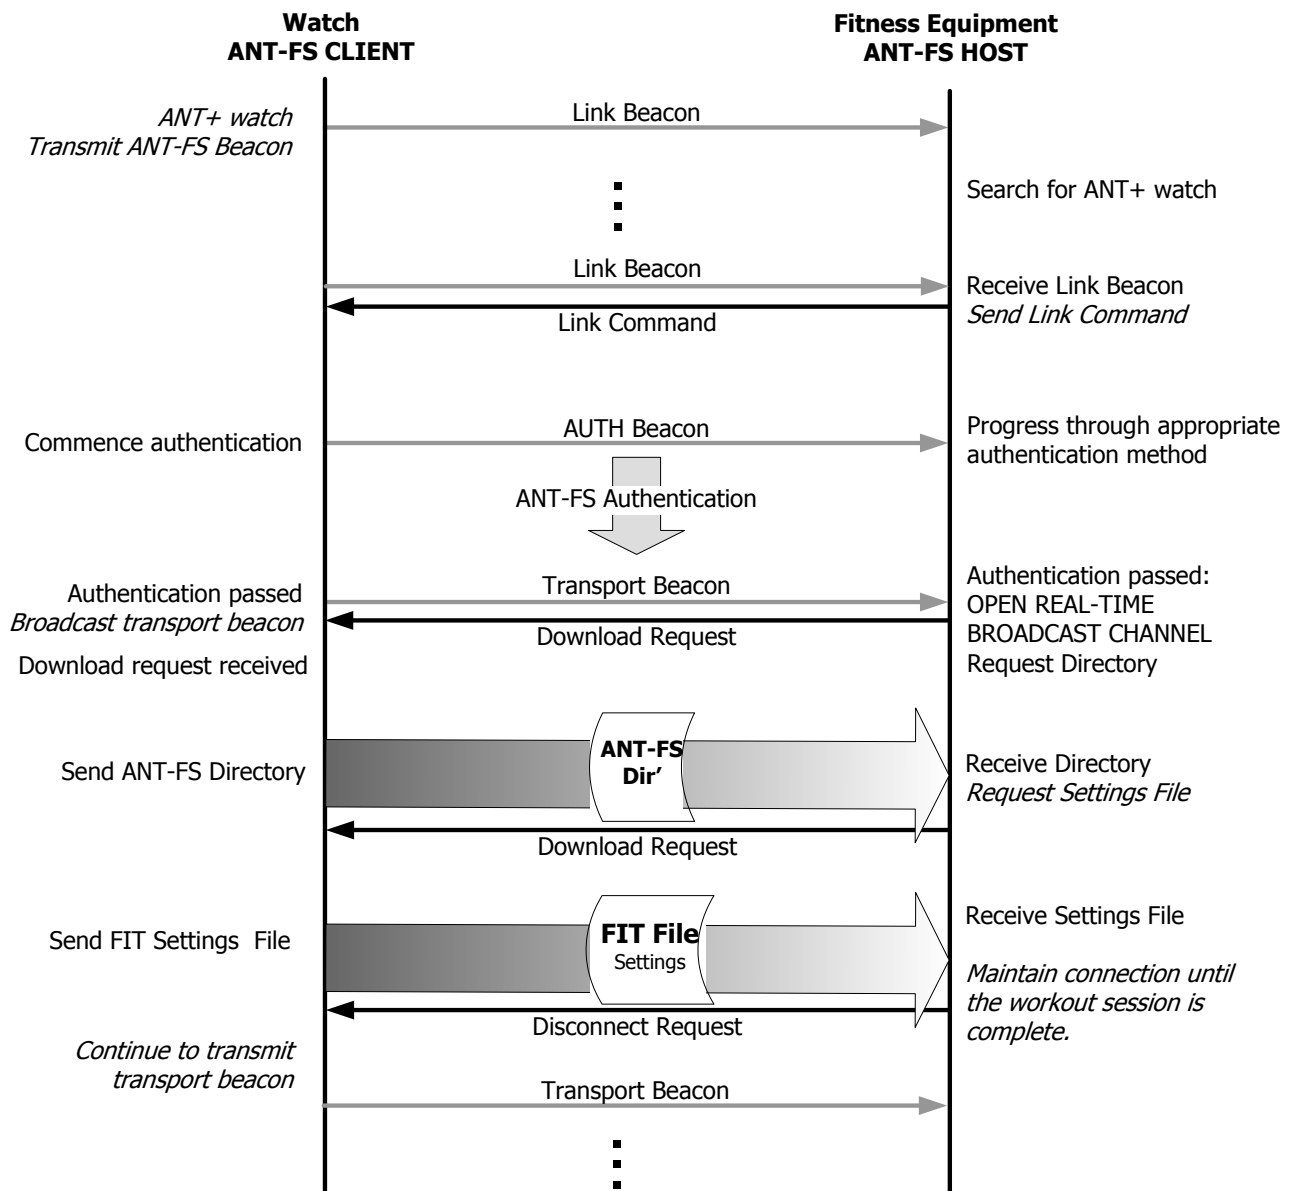 Watch
ANT-FS CLIENT
Fitness Equipment
ANT-FS HOST
ANT+ watch
Transmit ANT-FS Beacon
Link Beacon
Search for ANT+ watch
Link Beacon
Link Command
Receive Link Beacon
Send Link Command
Commence authentication
AUTH Beacon
Progress through appropriate
authentication method
ANT-FS Authentication
Authentication passed
Broadcast transport beacon
Download request received
Transport Beacon
Download Request
Authentication passed:
OPEN REAL-TIME
BROADCAST CHANNEL
Request Directory
Send ANT-FS Directory
ANT-FS
Dir'
Receive Directory
Request Settings File
Download Request
Send FIT Settings File
FIT File
Settings
Receive Settings File
Maintain connection until
the workout session is
complete.
Disconnect Request
Continue to transmit
transport beacon
Transport Beacon